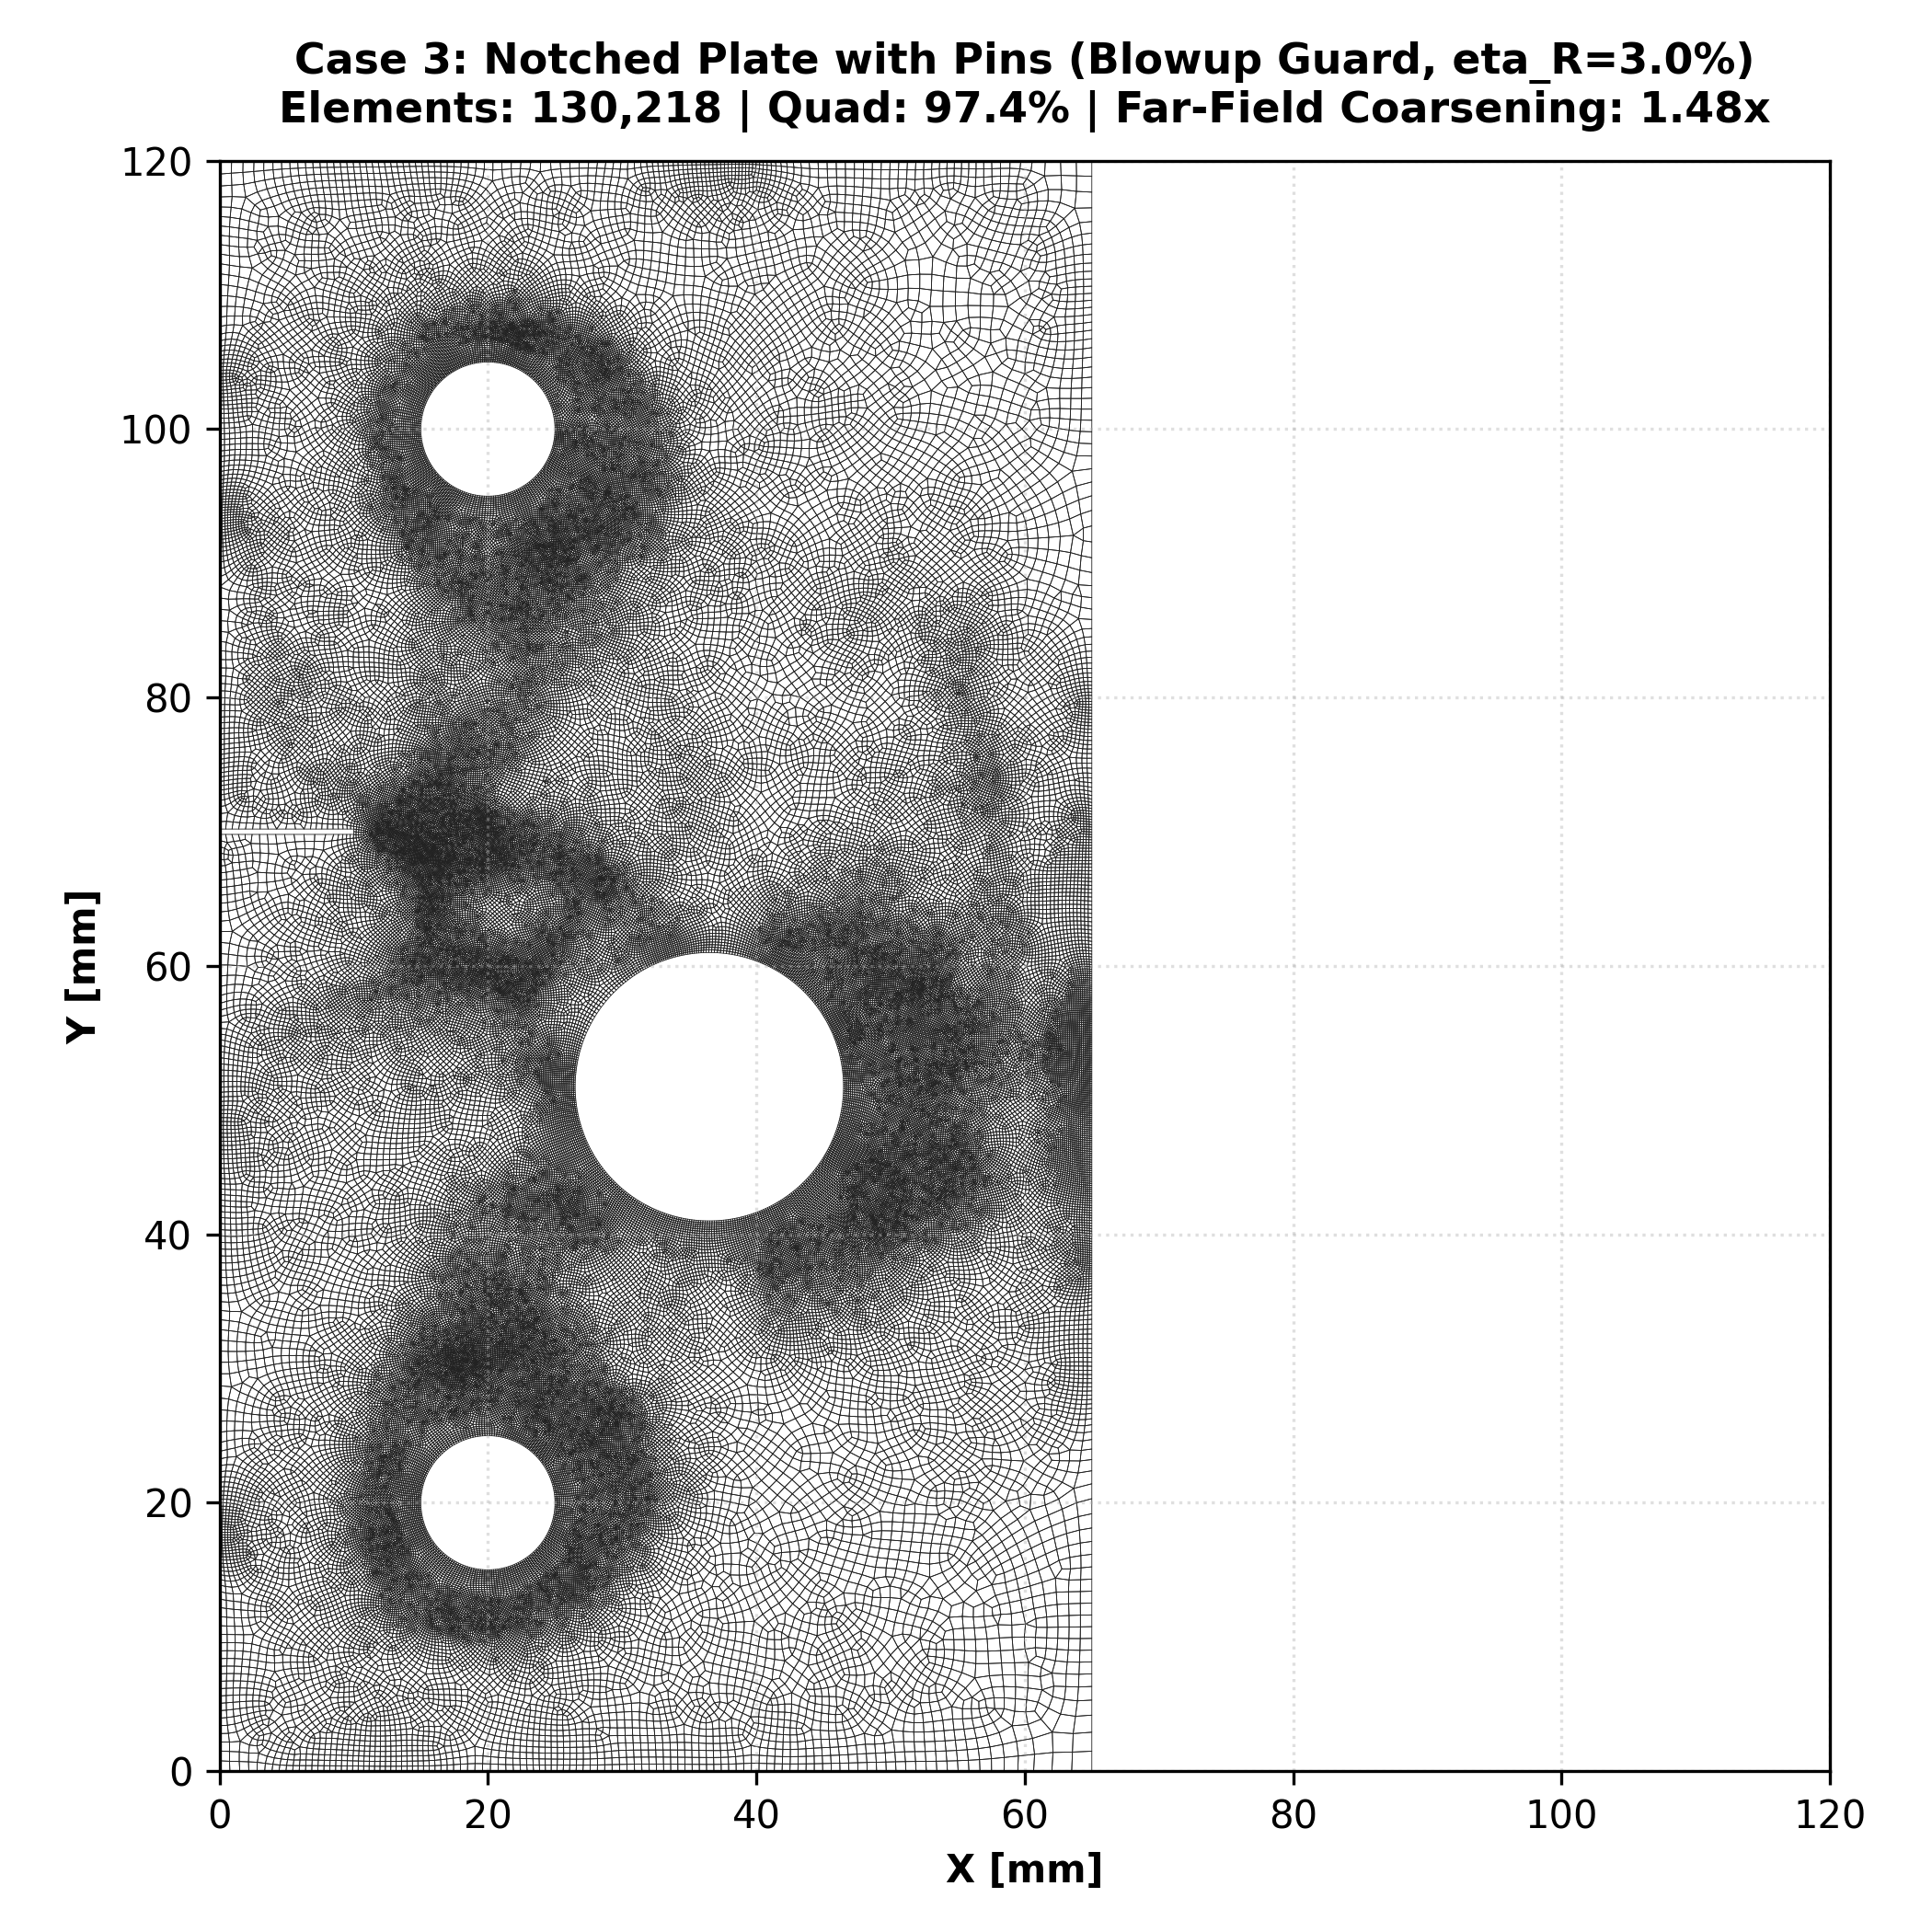 Case 3: Notched Plate with Pins (Blowup Guard, eta_R=3.0%)
Elements: 130,218 | Quad: 97.4% | Far-Field Coarsening: 1.48x
120
100
80
60
40
20
0
Y [mm]
0 20 40 60 80 100 120
X [mm]